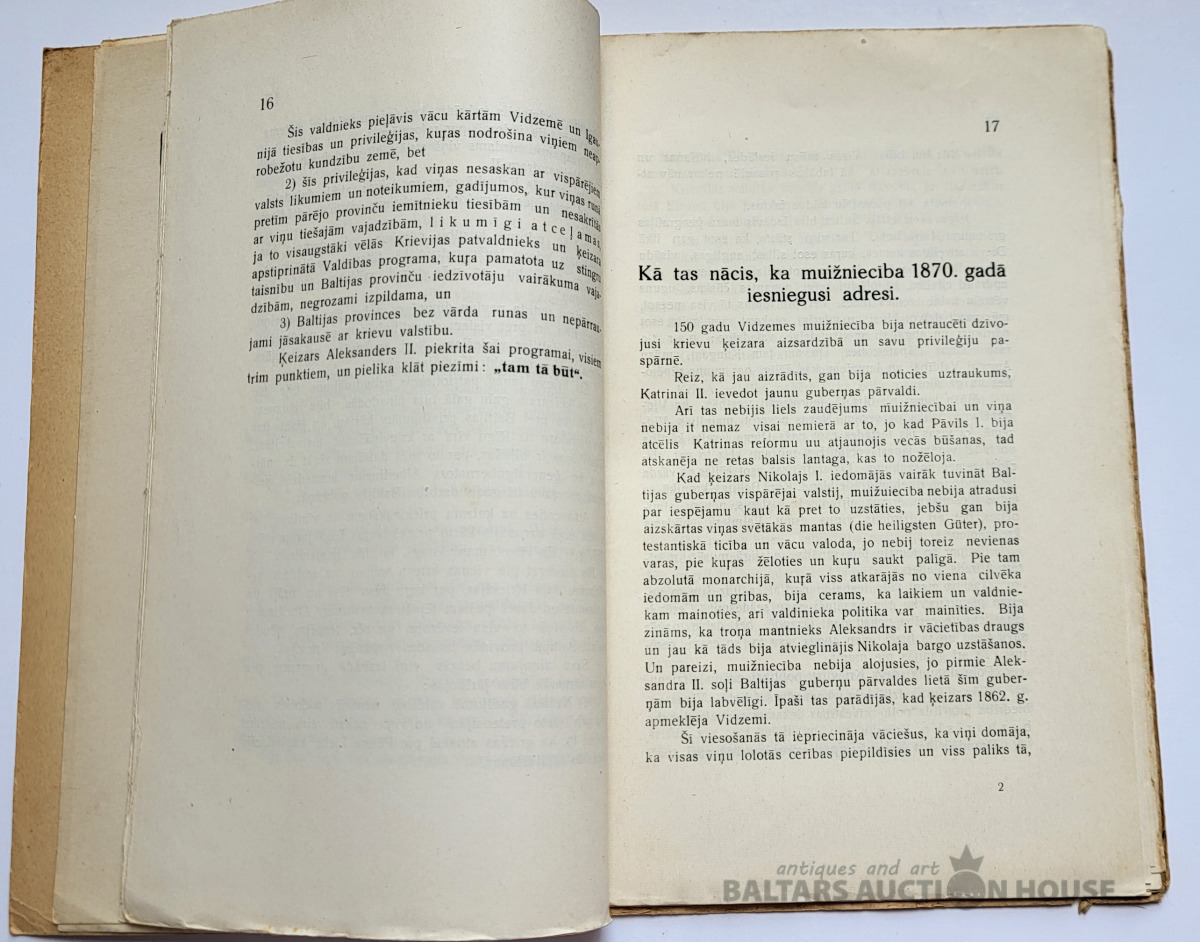 16
Šis valdnieks pieļāvis vācu kārtām Vidzemē un Igau-
nijā tiesības un privileģijas, kuŗas nodrošina viņiem neap-
robežotu kundzību zemē, bet
2) šīs privileģijas, kad viņas nesaskan ar vispārējiem
valsts likumiem un noteikumiem, gadījumos, kur viņas runā
pretīm pārējo provinču iemītnieku tiesībām un nesakrītās
ar viņu tiešajām vajadzībām, likumīgi atceļamas,
ja to visaugstāki vēlās Krievijas patvaldnieks un ķeizara
apstiprinātā Valdības programa, kuŗa pamatota uz stingru
taisnību un Baltijas provinču iedzīvotāju vairākuma vaja-
dzībām, negrozami izpildama, un
3) Baltijas provinces bez vārda runas un nepārrau-
jami jāsakausē ar krievu valstību.
Ķeizars Aleksanders II. piekrita šai programai, visiem
trim punktiem, un pielika klāt piezīmi: „tam tā būt“.
17
Kā tas nācis, ka muižniecība 1870. gadā
iesniegusi adresi.
150 gadu Vidzemes muižniecība bija netraucēti dzīvo-
jusi krievu ķeizara aizsardzībā un savu privileģiju pa-
spārnē.
Reiz, kā jau aizrādīts, gan bija noticies uztraukums,
Katrinai II. ievedot jaunu guberņas pārvaldi.
Arī tas nebijis liels zaudējums muižniecībai un viņa
nebija it nemaz visai nemierā ar to, jo kad Pāvils I. bija
atcēlis Katrinas reformu uu atjaunojis vecās būšanas, tad
atskanēja ne retas balsis lantaga, kas to nožēloja.
Kad ķeizars Nikolajs I. iedomājās vairāk tuvināt Bal-
tijas guberņas vispārējai valstij, muižuiecība nebija atradusi
par iespējamu kaut kā pret to uzstāties, jebšu gan bija
aizskārtas viņas svētākās mantas (die heiligsten Güter), pro-
testantiskā ticība un vācu valoda, jo nebij toreiz nevienas
varas, pie kuŗas žēloties un kuŗu saukt palīgā. Pie tam
absolutā monarchijā, kuŗā viss atkarājās no viena cilvēka
iedomām un gribas, bija cerams, ka laikiem un valdnie-
kam mainoties, arī valdinieka politika var mainīties. Bija
zināms, ka troņa mantnieks Aleksandrs ir vācietības draugs
un jau kā tāds bija atvieglinājis Nikolaja bargo uzstāšanos.
Un pareizi, muižniecība nebija alojusies, jo pirmie Alek-
sandra II. soļi Baltijas guberņu pārvaldes lietā šīm guber-
ņām bija labvēlīgi. Īpaši tas parādījās, kad ķeizars 1862. g.
apmeklēja Vidzemi.
Šī viesošanās tā iepriecināja vāciešus, ka viņi domāja,
ka visas viņu lolotās cerības piepildīsies un viss paliks tā,
2
antiques and art
BALTARS AUCTION HOUSE